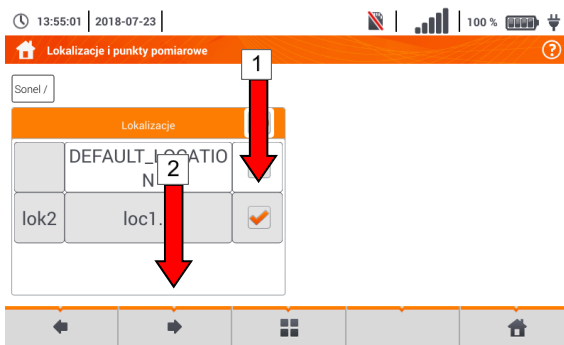 13:55:01 2018-07-23 100 %
Lokalizacje i punkty pomiarowe
1
Sonel /
Lokalizacje
DEFAULT_LOCATIO
N
2
lok2 loc1.